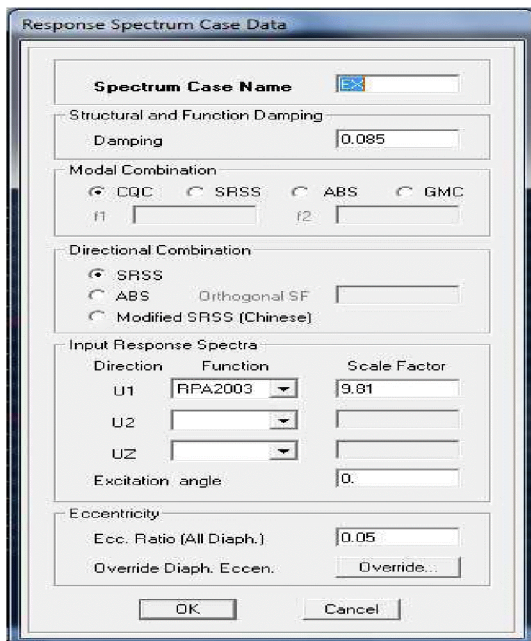 Response Spectrum Case Data
Spectrum Case Name EX
Structural and Function Damping
Damping 0.085
Modal Combination
CQC SRSS ABS GMC
f1 f2
Directional Combination
SRSS
ABS Orthogonal SF
Modified SRSS (Chinese)
Input Response Spectra
Direction Function Scale Factor
U1 RPA2003 9.81
U2
UZ
Excitation angle 0.
Eccentricity
Ecc. Ratio (All Diaph.) 0.05
Override Diaph. Eccen. Override...
OK Cancel